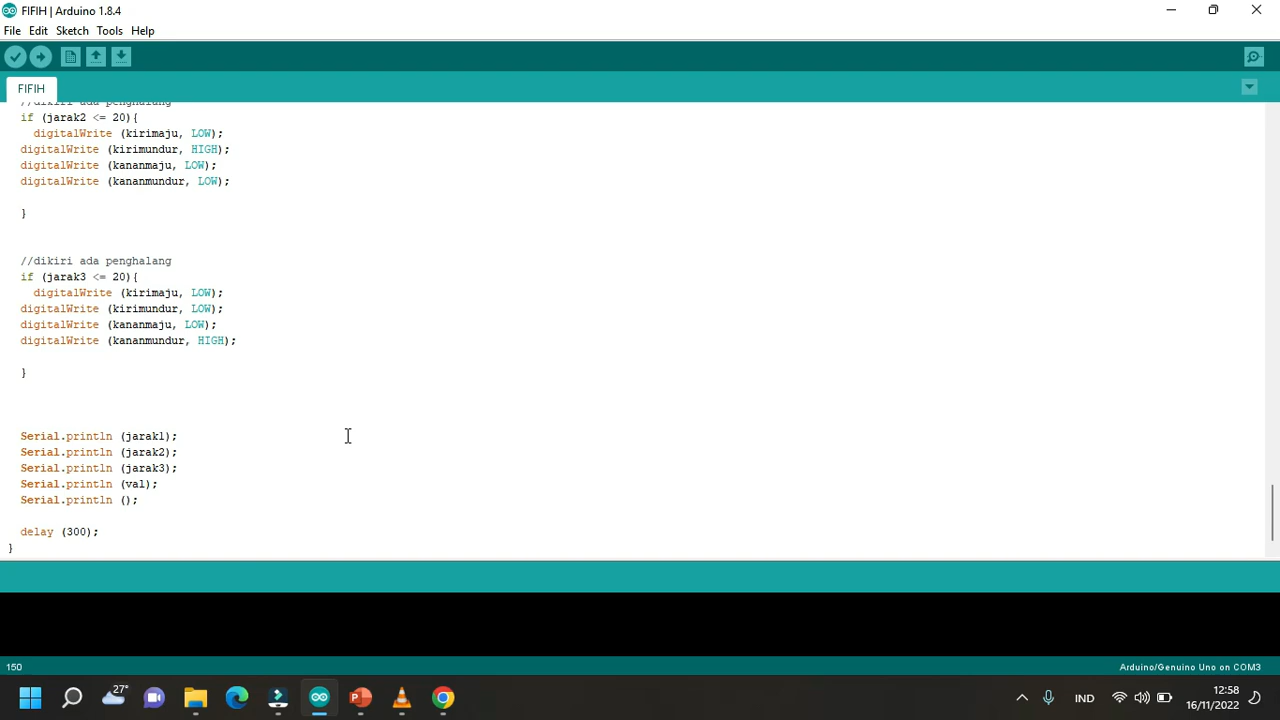 FIFIH | Arduino 1.8.4
File Edit Sketch Tools Help
FIFIH
//dikiri ada penghalang
if (jarak2 <= 20){
digitalWrite (kirimaju, LOW);
digitalWrite (kirimundur, HIGH);
digitalWrite (kananmaju, LOW);
digitalWrite (kananmundur, LOW);
}
//dikiri ada penghalang
if (jarak3 <= 20){
digitalWrite (kirimaju, LOW);
digitalWrite (kirimundur, LOW);
digitalWrite (kananmaju, LOW);
digitalWrite (kananmundur, HIGH);
}
Serial.println (jarak1);
Serial.println (jarak2);
Serial.println (jarak3);
Serial.println (val);
Serial.println ();
delay (300);
}
150
Arduino/Genuino Uno on COM3
27°
IND
12:58
16/11/2022